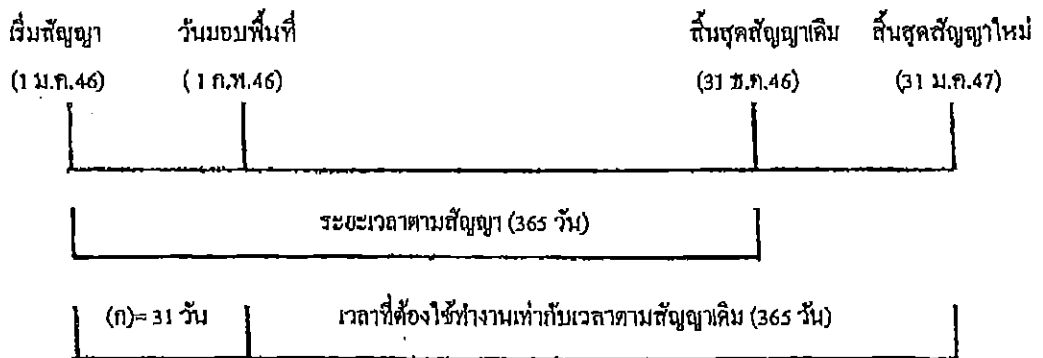 เริ่มสัญญา วันมอบพื้นที่ สิ้นสุดสัญญาเดิม สิ้นสุดสัญญาใหม่
(1 ม.ค.46) ( 1 ก.พ.46) (31 ธ.ค.46) (31 ม.ค.47)
ระยะเวลาตามสัญญา (365 วัน)
(ก)= 31 วัน เวลาที่ต้องใช้ทำงานเท่ากับเวลาตามสัญญาเดิม (365 วัน)